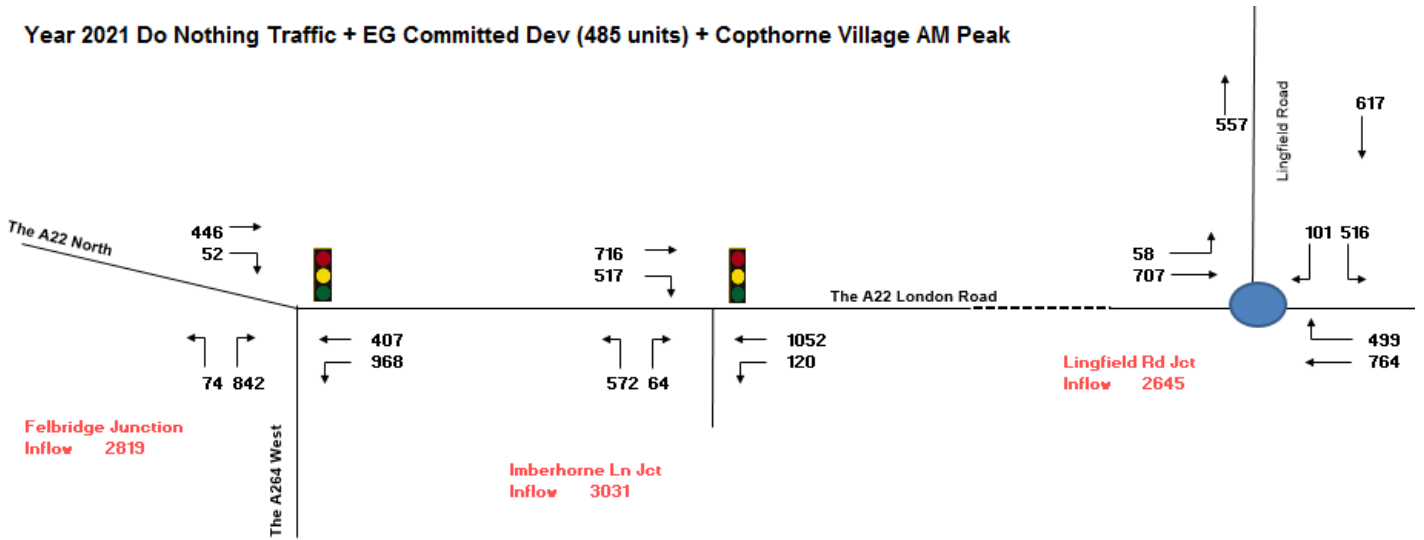 Year 2021 Do Nothing Traffic + EG Committed Dev (485 units) + Copthorne Village AM Peak
557
Lingfield Road
617
The A22 North
446
52
716
517
The A22 London Road
58
707
101 516
407
968
74 842
1052
120
572 64
499
764
Lingfield Rd Jct
Inflow 2645
Felbridge Junction
Inflow 2819
The A264 West
Imberhorne Ln Jct
Inflow 3031